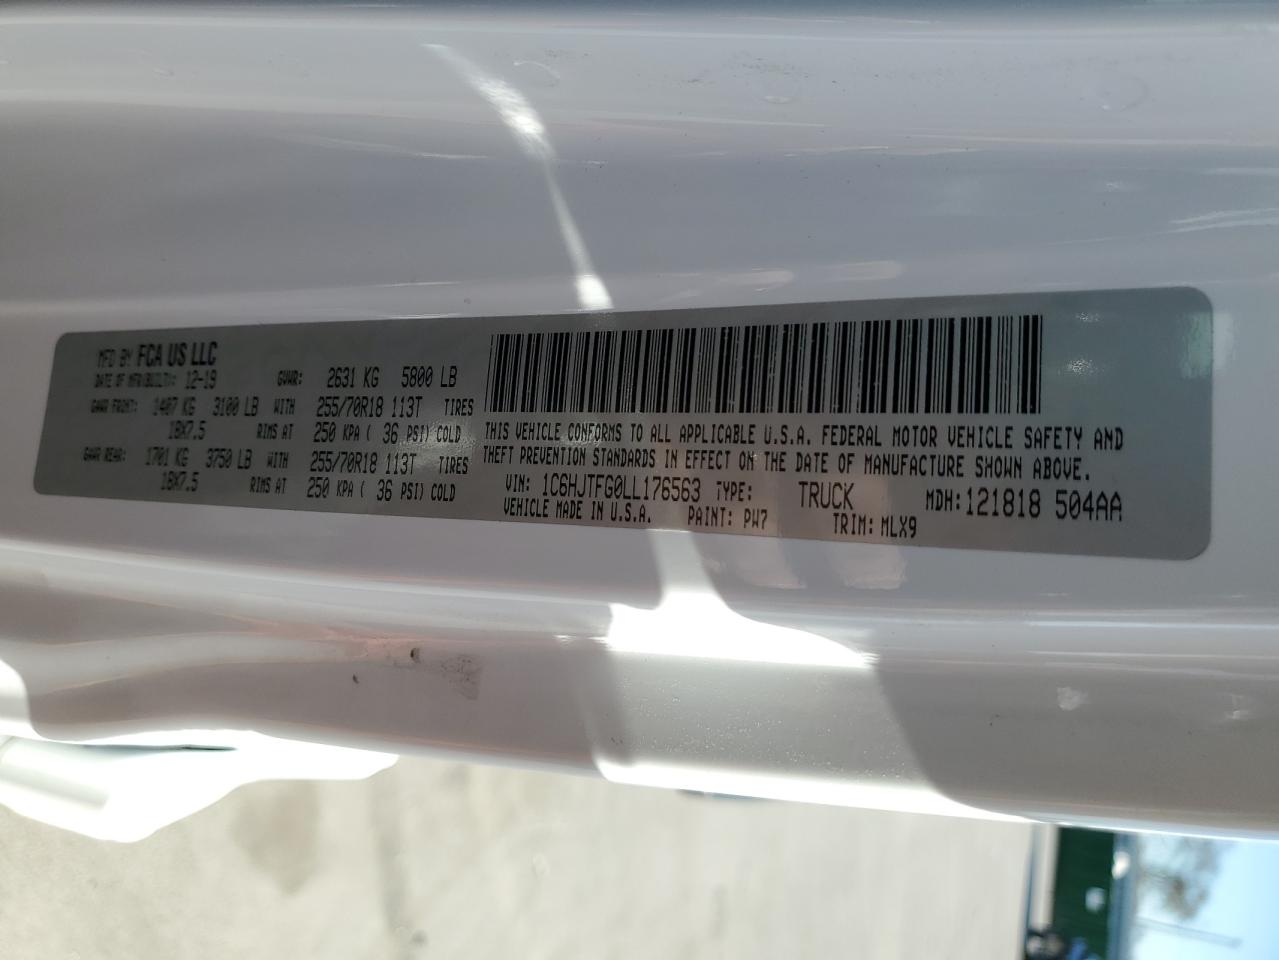 MFD BY FCA US LLC
DATE OF MFR(BUILT): 12-19 GVWR: 2631 KG 5800 LB
GAWR FRONT: 1407 KG 3100 LB WITH 255/70R18 113T TIRES
18X7.5 RIMS AT 250 KPA ( 36 PSI) COLD
GAWR REAR: 1701 KG 3750 LB WITH 255/70R18 113T TIRES
18X7.5 RIMS AT 250 KPA ( 36 PSI) COLD
THIS VEHICLE CONFORMS TO ALL APPLICABLE U.S.A. FEDERAL MOTOR VEHICLE SAFETY AND
THEFT PREVENTION STANDARDS IN EFFECT ON THE DATE OF MANUFACTURE SHOWN ABOVE.
VIN: 1C6HJTFG0LL176563 TYPE: TRUCK MDH: 121818 504AA
VEHICLE MADE IN U.S.A. PAINT: PW7 TRIM: MLX9